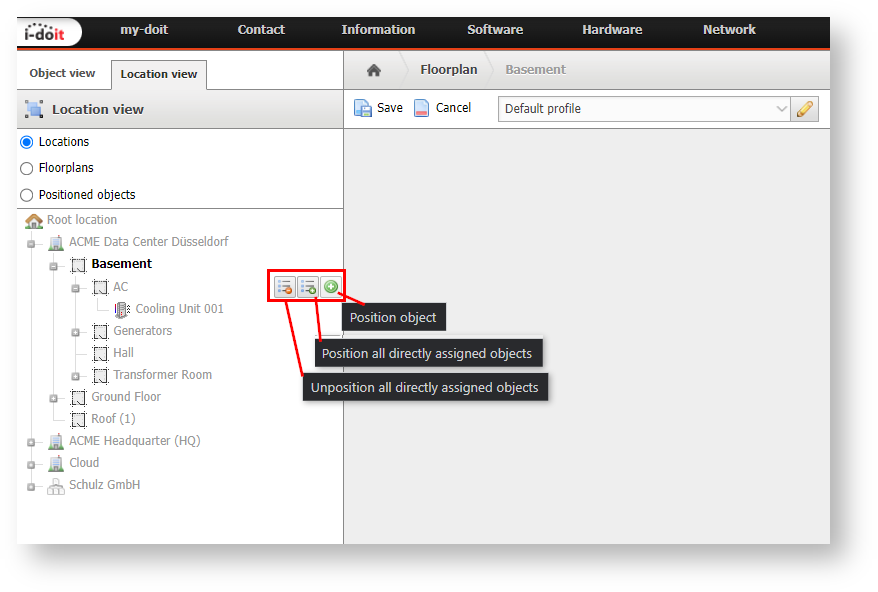 i-doit my-doit Contact Information Software Hardware Network
Object view Location view Floorplan Basement
Location view Save Cancel Default profile
Locations
Floorplans
Positioned objects
Root location
ACME Data Center Düsseldorf
Basement
AC
Cooling Unit 001
Position object
Generators
Hall
Position all directly assigned objects
Transformer Room
Unposition all directly assigned objects
Ground Floor
Roof (1)
ACME Headquarter (HQ)
Cloud
Schulz GmbH